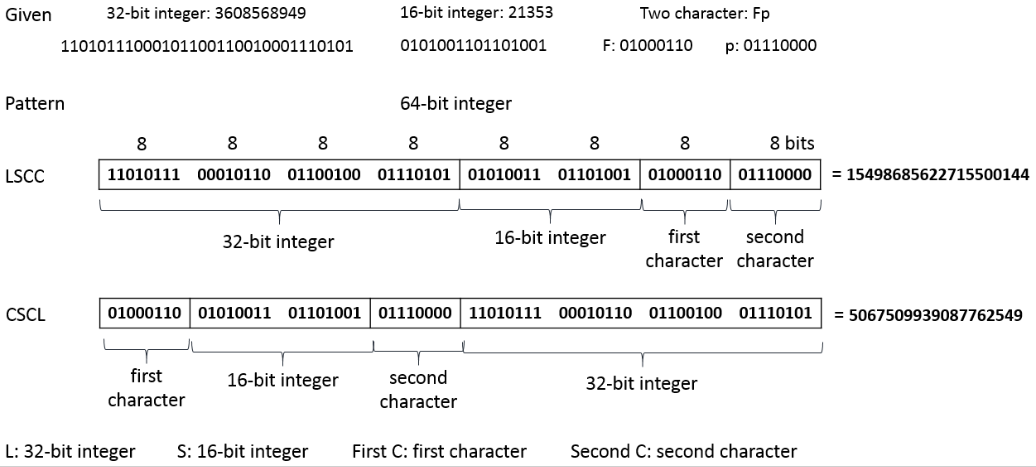 Given 32-bit integer: 3608568949 16-bit integer: 21353 Two character: Fp
11010111000101100110010001110101 0101001101101001 F: 01000110 p: 01110000
Pattern 64-bit integer
8 8 8 8 8 8 8 8 bits
LSCC 11010111 00010110 01100100 01110101 01010011 01101001 01000110 01110000 = 15498685622715500144
32-bit integer 16-bit integer first character second character
CSCL 01000110 01010011 01101001 01110000 11010111 00010110 01100100 01110101 = 5067509939087762549
first character 16-bit integer second character 32-bit integer
L: 32-bit integer S: 16-bit integer First C: first character Second C: second character